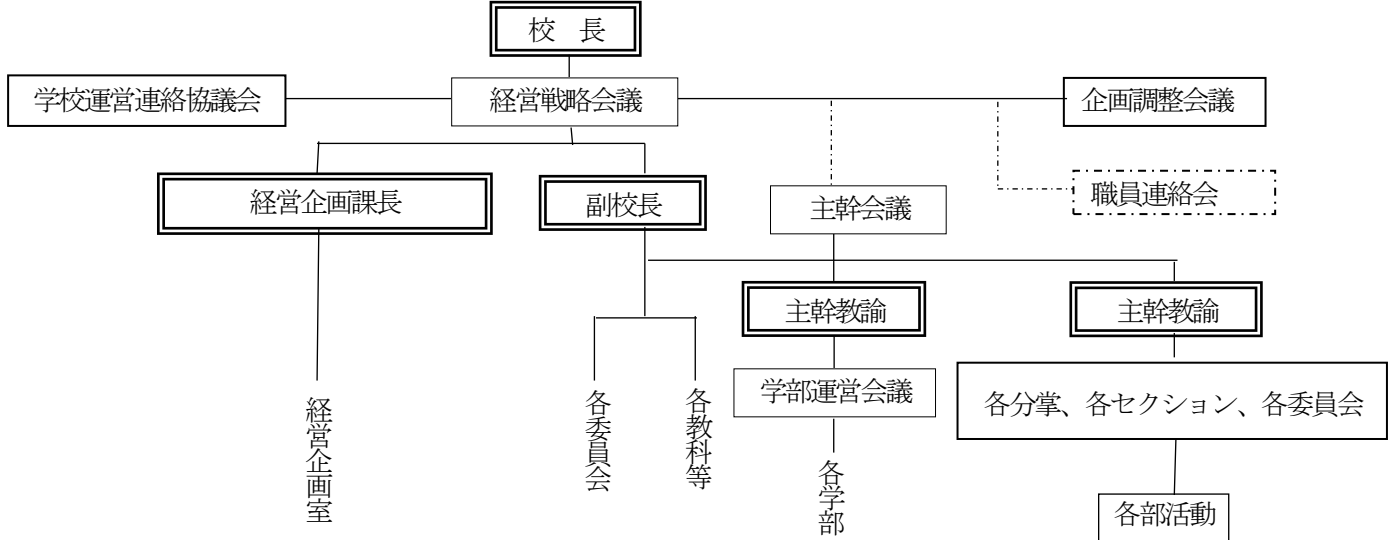 校　長
学校運営連絡協議会
経営戦略会議
企画調整会議
経営企画課長
副校長
主幹会議
職員連絡会
主幹教諭
主幹教諭
学部運営会議
各分掌、各セクション、各委員会
経営企画室
各委員会
各教科等
各学部
各部活動